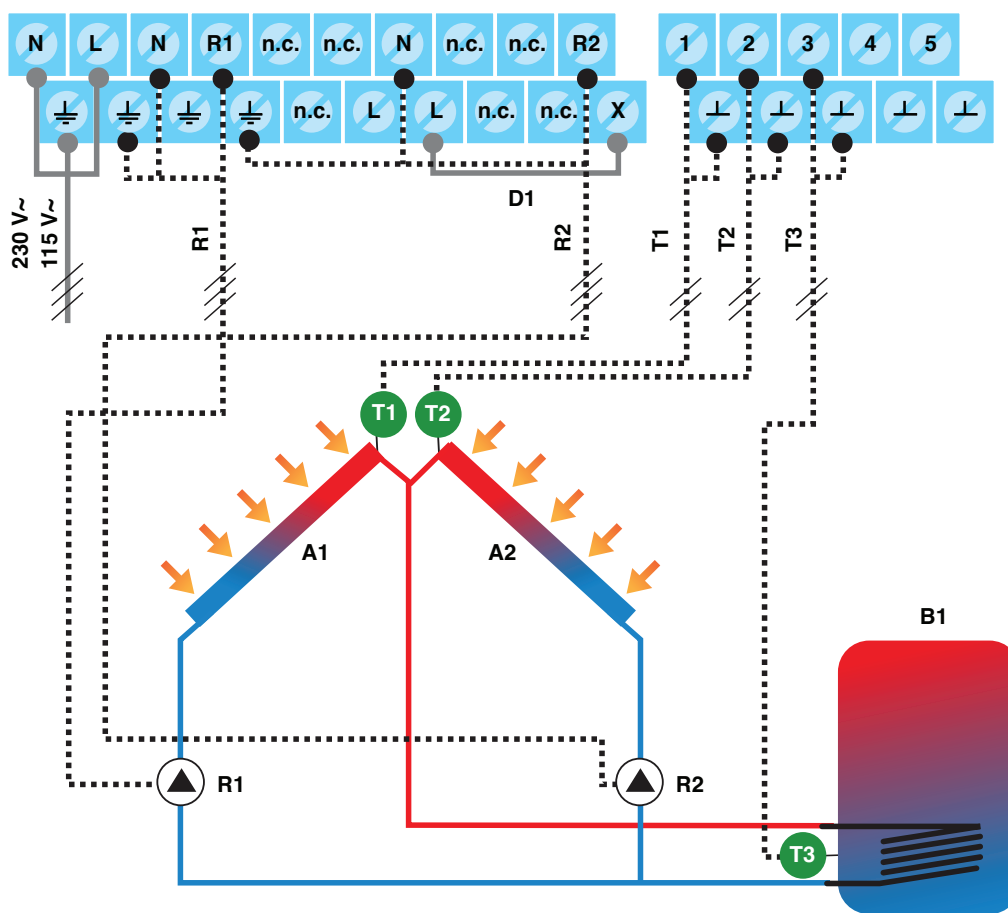 N L N R1 n.c. n.c. N n.c. n.c. R2 1 2 3 4 5
n.c. L L n.c. n.c. X
D1
230 V~
115 V~
R1
R2
T1
T2
T3
T1 T2
A1 A2
B1
R1 R2
T3